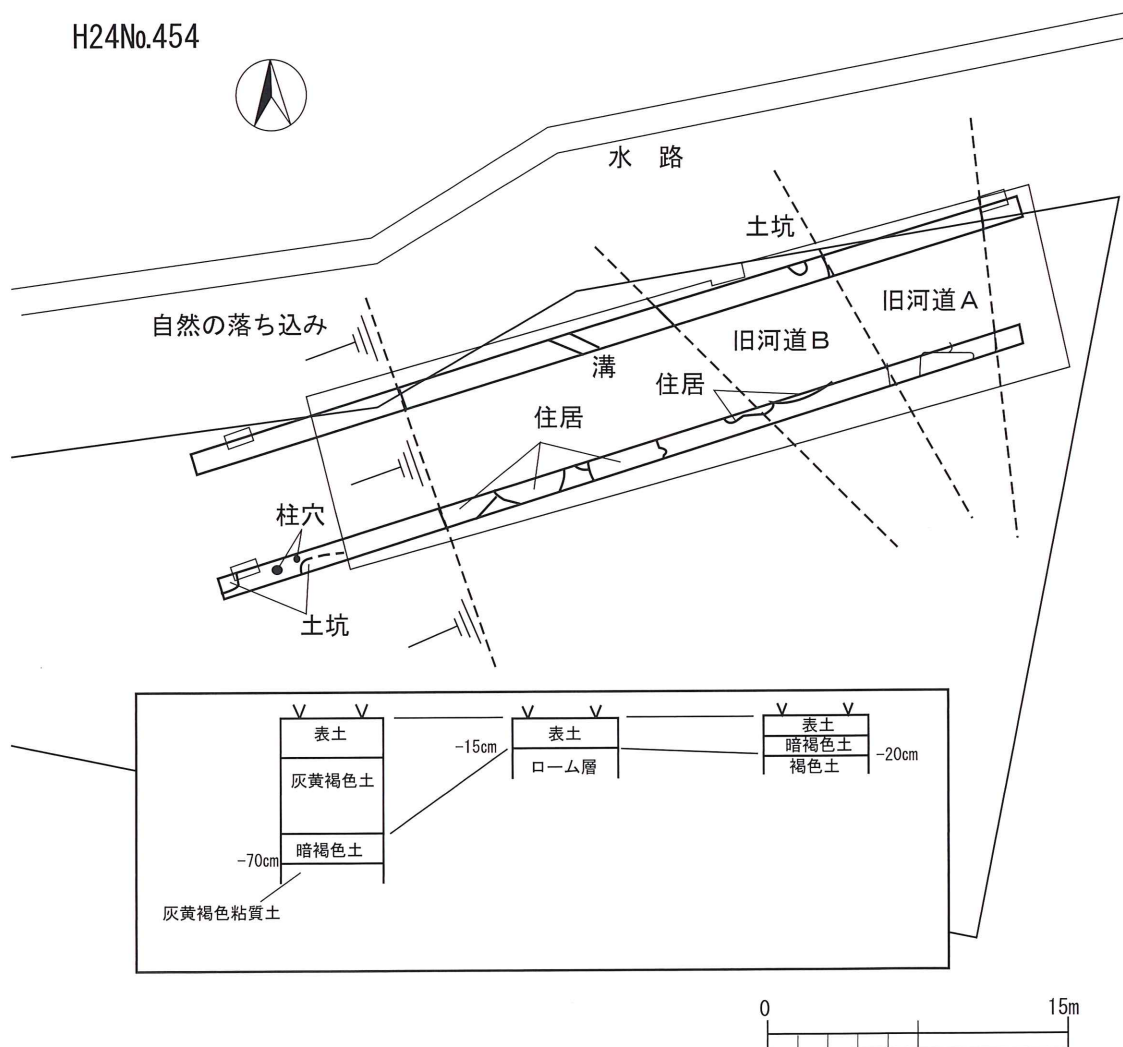 H24No.454
水 路
土坑
自然の落ち込み
旧河道A
旧河道B
溝
住居
住居
柱穴
土坑
表土
灰黄褐色土
暗褐色土
-70cm
灰黄褐色粘質土
-15cm
表土
ローム層
表土
暗褐色土
褐色土
-20cm
0
15m